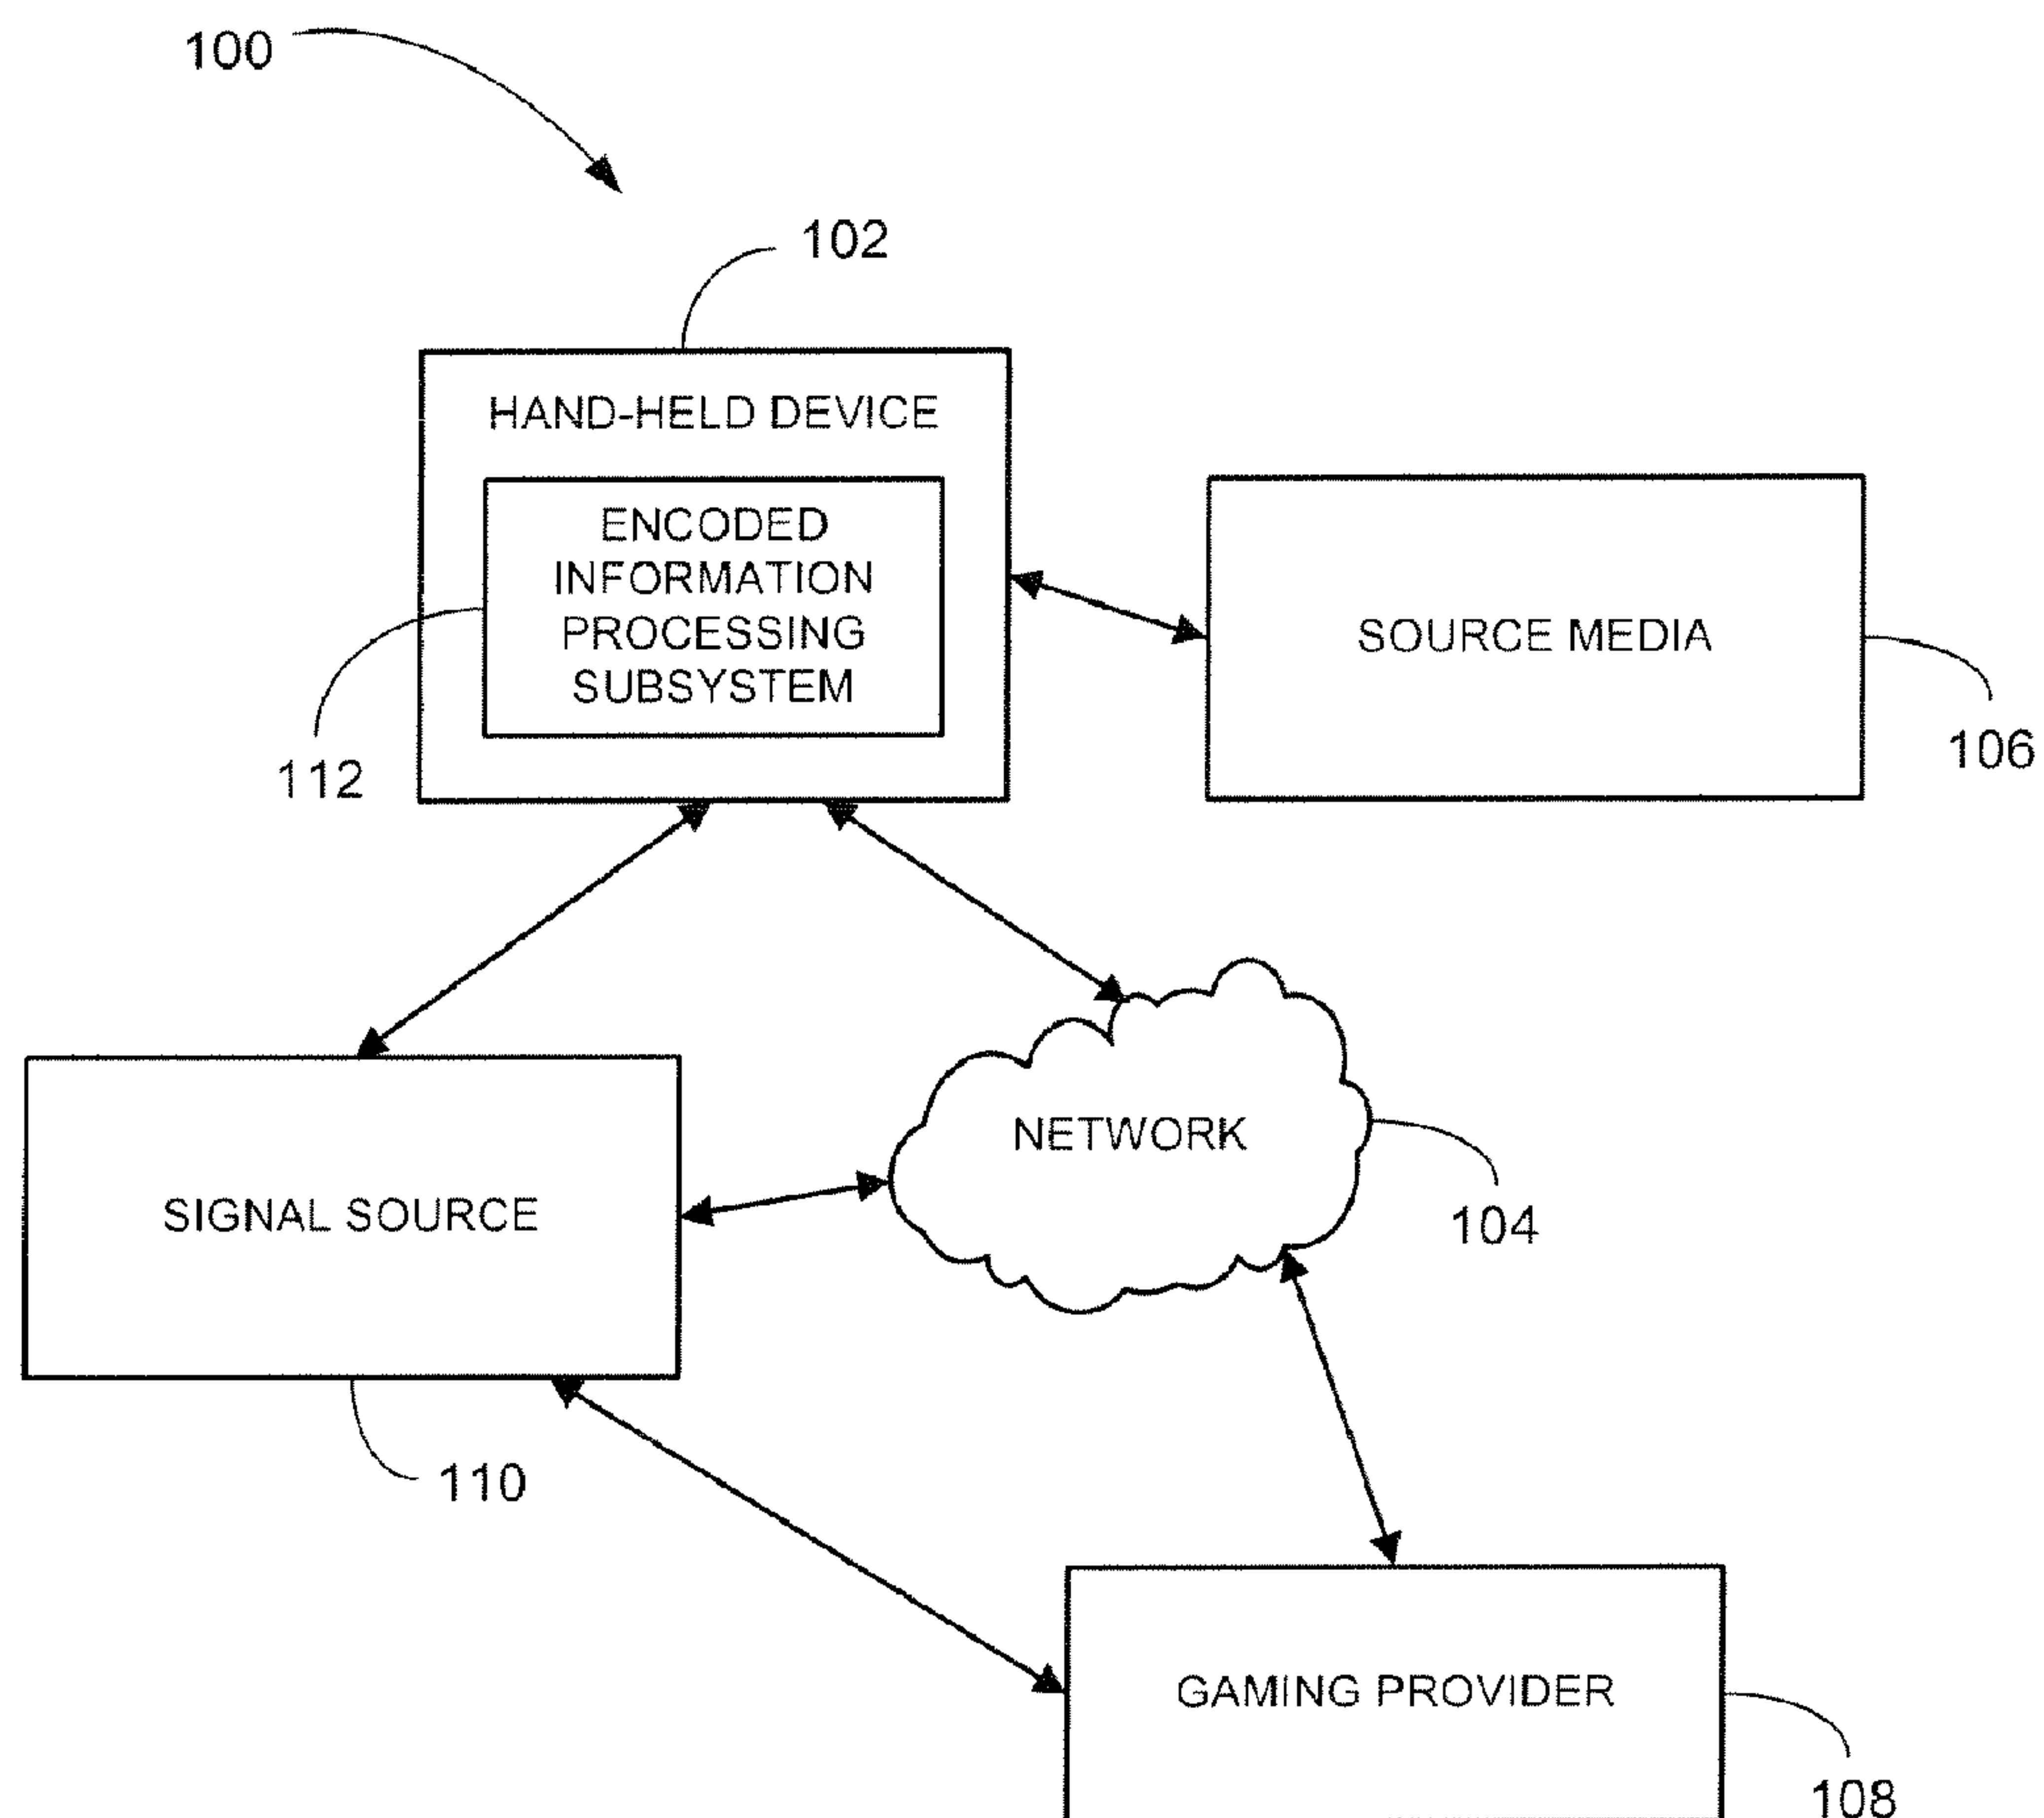 100
102
HAND-HELD DEVICE
ENCODED
INFORMATION
PROCESSING
SUBSYSTEM
112
SOURCE MEDIA
106
NETWORK
104
SIGNAL SOURCE
110
GAMING PROVIDER
108